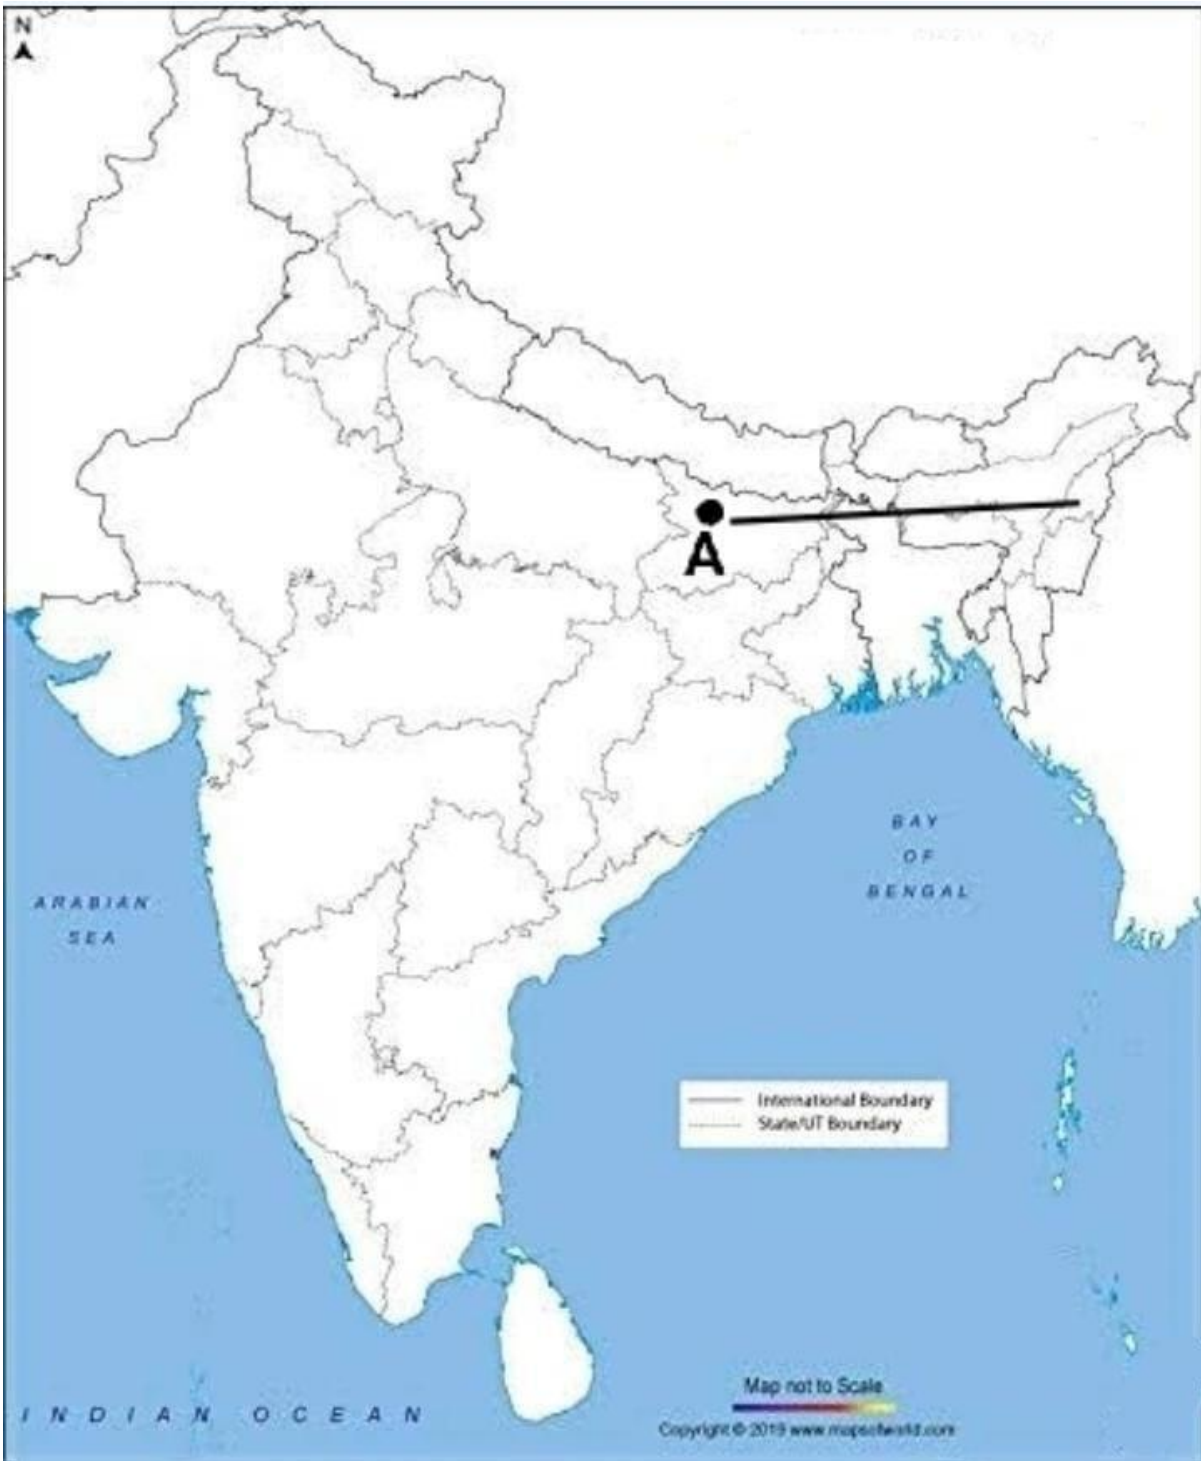 N
A
ARABIAN
SEA
BAY
OF
BENGAL
International Boundary
State/UT Boundary
INDIAN OCEAN
Map not to Scale
Copyright © 2019 www.mapsofworld.com